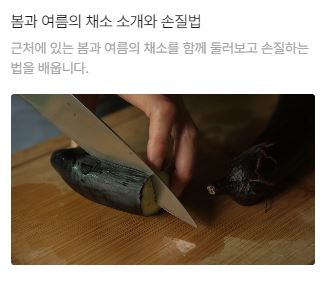 봄과 여름의 채소 소개와 손질법
근처에 있는 봄과 여름의 채소를 함께 둘러보고 손질하는
법을 배웁니다.